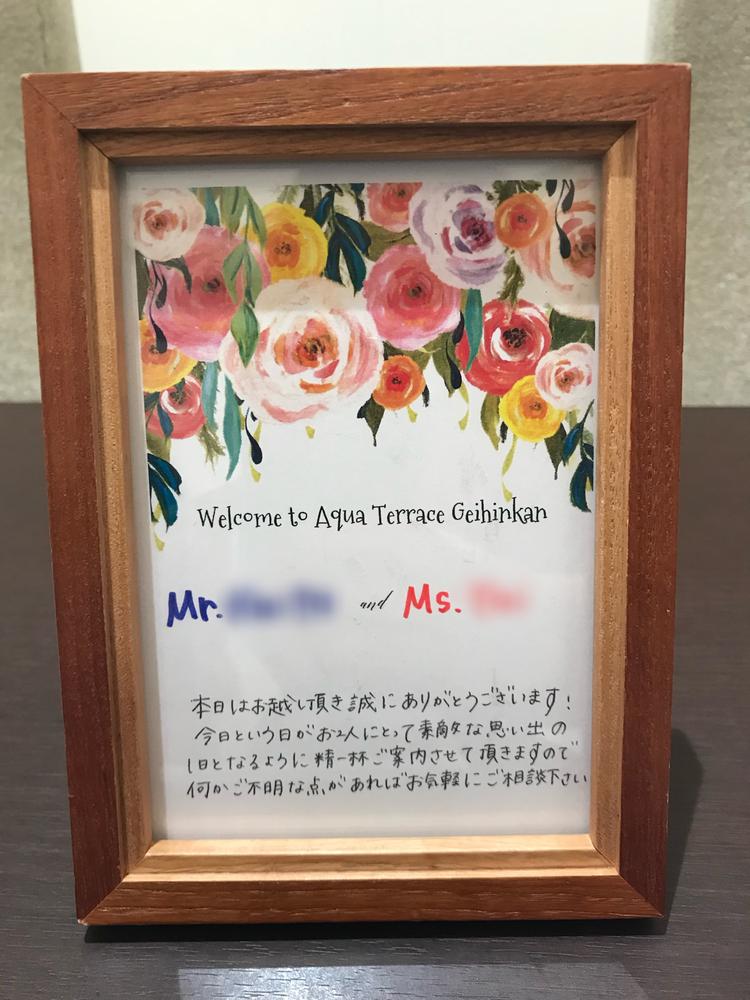 Welcome to Aqua Terrace Geihinkan
Mr. and Ms.
本日はお越し頂き誠にありがとうございます!
今日という日がお2人にとって素敵な思い出の
1日となるように精一杯ご案内させて頂きますので
何かご不明な点があればお気軽にご相談下さい